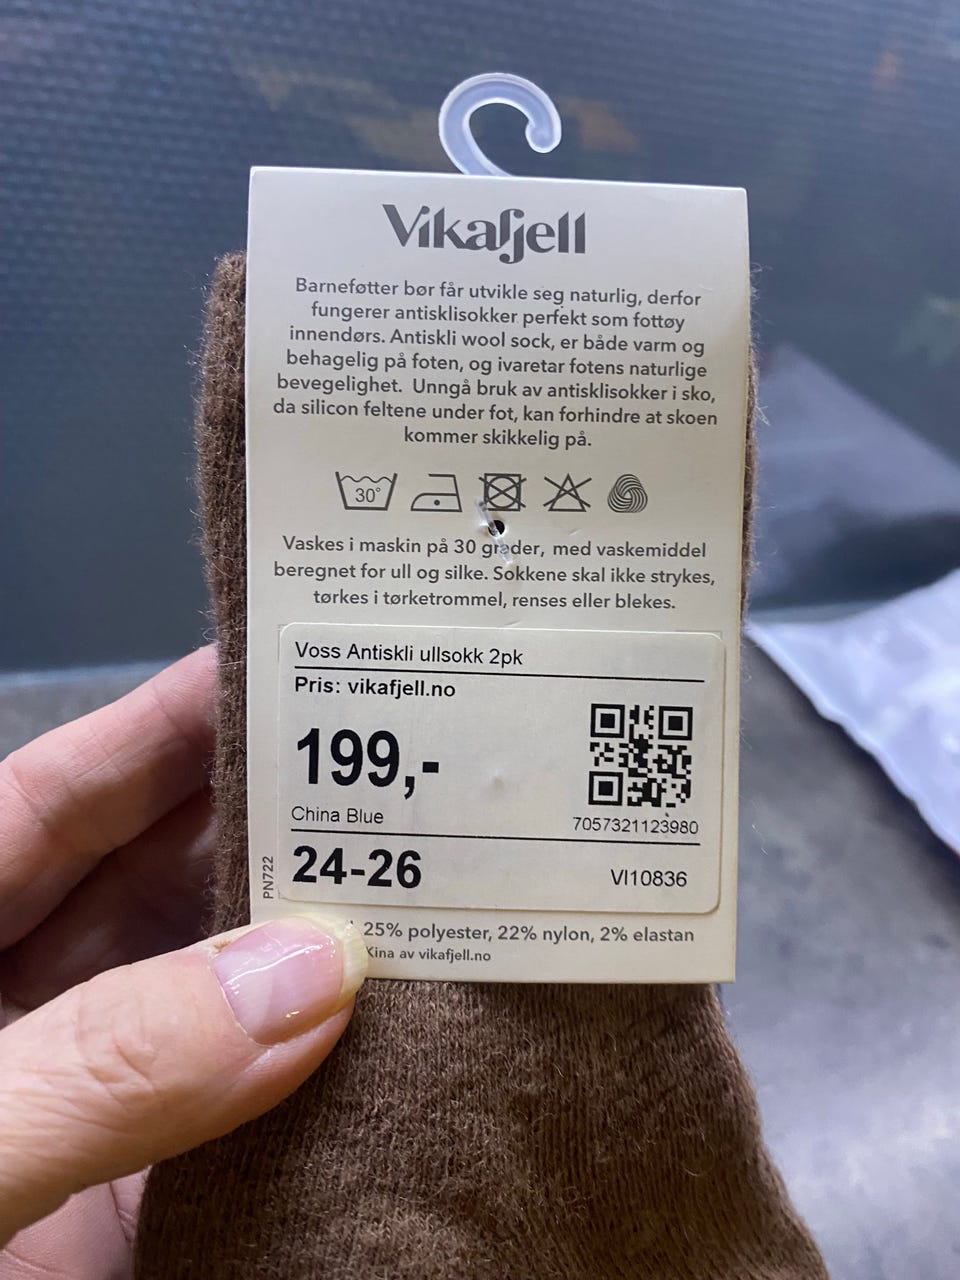 Vikafjell
Barneføtter bør får utvikle seg naturlig, derfor
fungerer antisklisokker perfekt som fottøy
innendørs. Antiskli wool sock, er både varm og
behagelig på foten, og ivaretar fotens naturlige
bevegelighet. Unngå bruk av antisklisokker i sko,
da silicon feltene under fot, kan forhindre at skoen
kommer skikkelig på.
30°
Vaskes i maskin på 30 grader, med vaskemiddel
beregnet for ull og silke. Sokkene skal ikke strykes,
tørkes i tørketrommel, renses eller blekes.
Voss Antiskli ullsokk 2pk
Pris: vikafjell.no
199,-
China Blue
7057321123980
24-26
VI10836
PN722
25% polyester, 22% nylon, 2% elastan
Kina av vikafjell.no